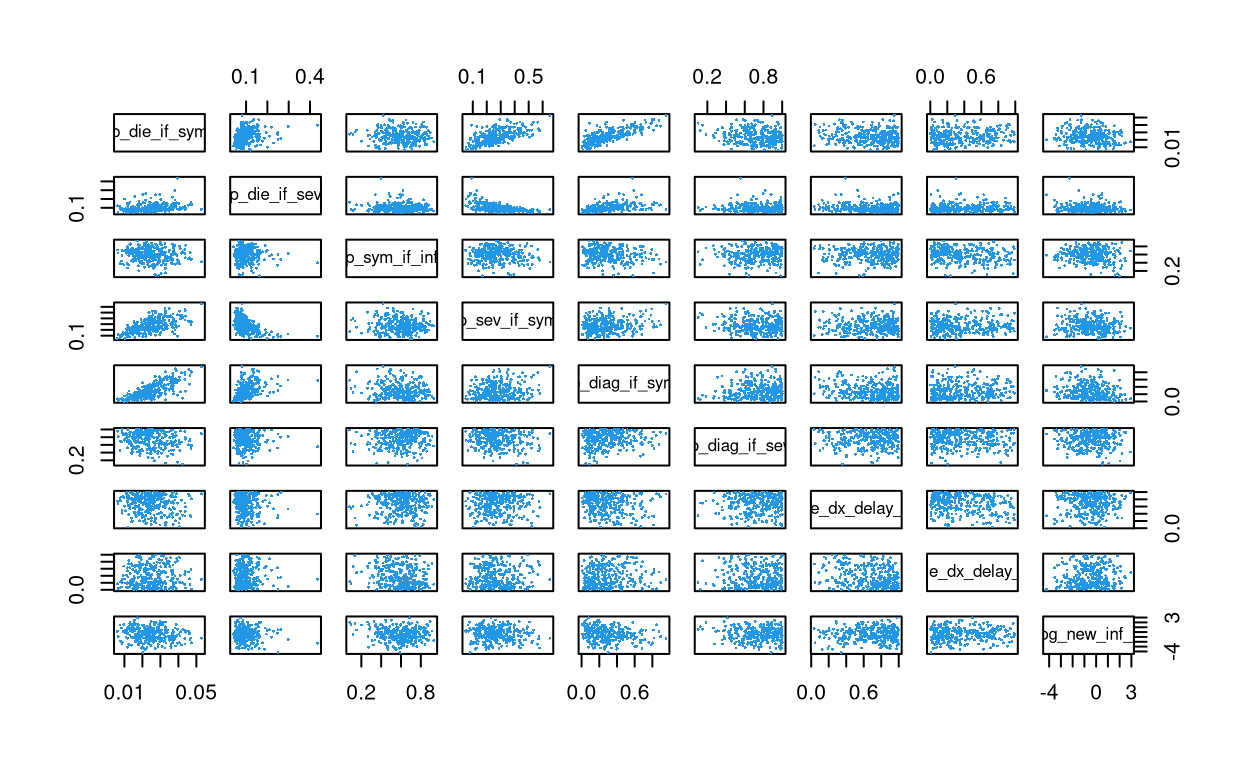 0.1 0.4 0.1 0.5 0.2 0.8 0.0 0.6
p_die_if_sym 0.01
0.1 p_die_if_sev
p_sym_if_inf 0.2
0.1 p_sev_if_sym
_diag_if_sym 0.0
0.2 p_diag_if_sev
e_dx_delay_ 0.0
0.0 e_dx_delay_
og_new_inf_ -4 3
0.01 0.05 0.2 0.8 0.0 0.6 0.0 0.6 -4 0 3